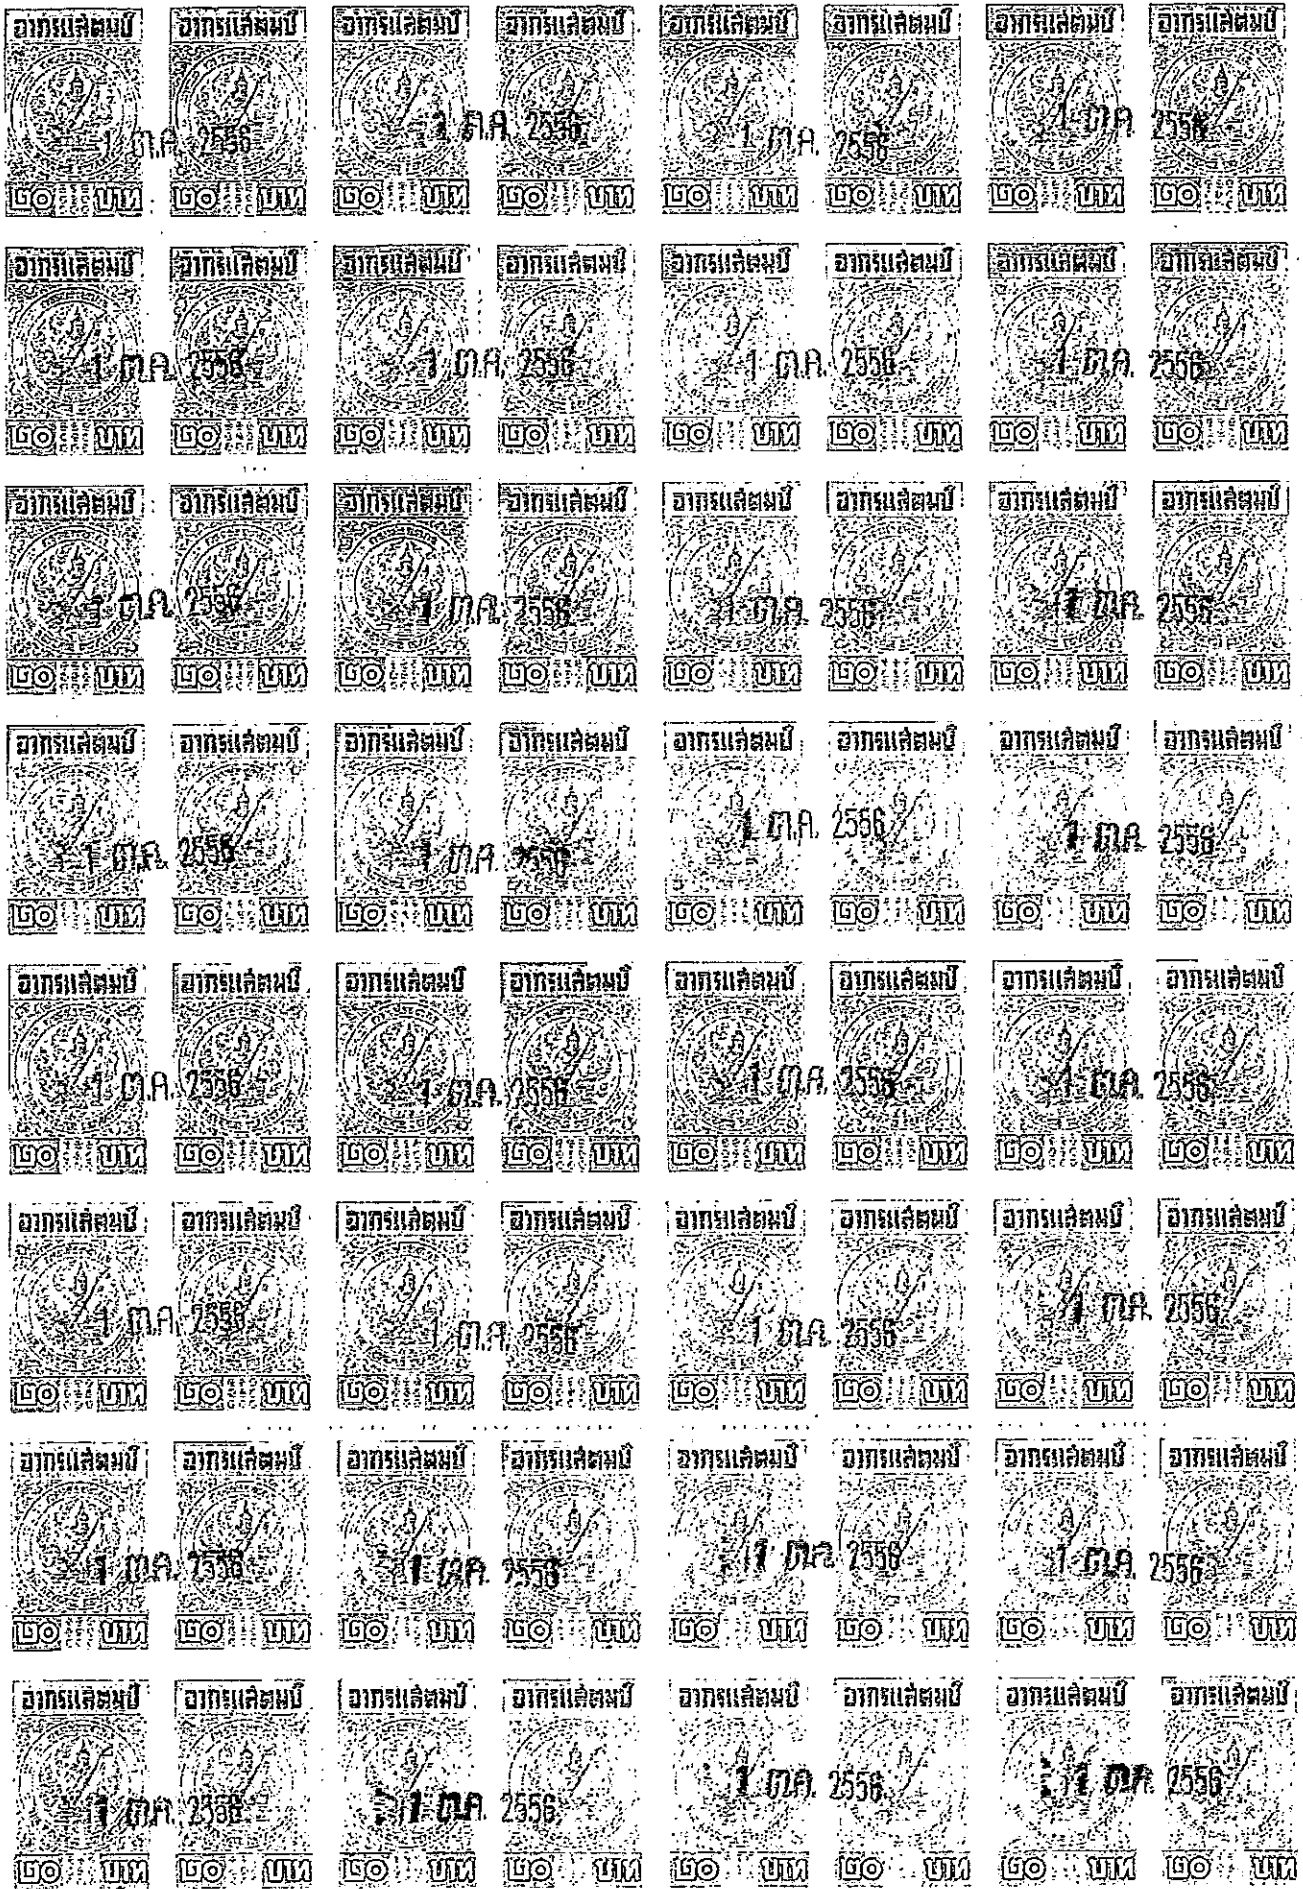 อากรแสตมป์ อากรแสตมป์ อากรแสตมป์ อากรแสตมป์ อากรแสตมป์ อากรแสตมป์ อากรแสตมป์ อากรแสตมป์
1 ต.ค. 2556 1 ต.ค. 2556 1 ต.ค. 2556 1 ต.ค. 2556
๒๐ บาท ๒๐ บาท ๒๐ บาท ๒๐ บาท ๒๐ บาท ๒๐ บาท ๒๐ บาท ๒๐ บาท
อากรแสตมป์ อากรแสตมป์ อากรแสตมป์ อากรแสตมป์ อากรแสตมป์ อากรแสตมป์ อากรแสตมป์ อากรแสตมป์
1 ต.ค. 2556 1 ต.ค. 2556 1 ต.ค. 2556 1 ต.ค. 2556
๒๐ บาท ๒๐ บาท ๒๐ บาท ๒๐ บาท ๒๐ บาท ๒๐ บาท ๒๐ บาท ๒๐ บาท
อากรแสตมป์ อากรแสตมป์ อากรแสตมป์ อากรแสตมป์ อากรแสตมป์ อากรแสตมป์ อากรแสตมป์ อากรแสตมป์
1 ต.ค. 2556 1 ต.ค. 2556 1 ต.ค. 2556 1 ต.ค. 2556
๒๐ บาท ๒๐ บาท ๒๐ บาท ๒๐ บาท ๒๐ บาท ๒๐ บาท ๒๐ บาท ๒๐ บาท
อากรแสตมป์ อากรแสตมป์ อากรแสตมป์ อากรแสตมป์ อากรแสตมป์ อากรแสตมป์ อากรแสตมป์ อากรแสตมป์
1 ต.ค. 2556 1 ต.ค. 2556 1 ต.ค. 2556 1 ต.ค. 2556
๒๐ บาท ๒๐ บาท ๒๐ บาท ๒๐ บาท ๒๐ บาท ๒๐ บาท ๒๐ บาท ๒๐ บาท
อากรแสตมป์ อากรแสตมป์ อากรแสตมป์ อากรแสตมป์ อากรแสตมป์ อากรแสตมป์ อากรแสตมป์ อากรแสตมป์
1 ต.ค. 2556 1 ต.ค. 2556 1 ต.ค. 2556 1 ต.ค. 2556
๒๐ บาท ๒๐ บาท ๒๐ บาท ๒๐ บาท ๒๐ บาท ๒๐ บาท ๒๐ บาท ๒๐ บาท
อากรแสตมป์ อากรแสตมป์ อากรแสตมป์ อากรแสตมป์ อากรแสตมป์ อากรแสตมป์ อากรแสตมป์ อากรแสตมป์
1 ต.ค. 2556 1 ต.ค. 2556 1 ต.ค. 2556 1 ต.ค. 2556
๒๐ บาท ๒๐ บาท ๒๐ บาท ๒๐ บาท ๒๐ บาท ๒๐ บาท ๒๐ บาท ๒๐ บาท
อากรแสตมป์ อากรแสตมป์ อากรแสตมป์ อากรแสตมป์ อากรแสตมป์ อากรแสตมป์ อากรแสตมป์ อากรแสตมป์
1 ต.ค. 2556 1 ต.ค. 2556 1 ต.ค. 2556 1 ต.ค. 2556
๒๐ บาท ๒๐ บาท ๒๐ บาท ๒๐ บาท ๒๐ บาท ๒๐ บาท ๒๐ บาท ๒๐ บาท
อากรแสตมป์ อากรแสตมป์ อากรแสตมป์ อากรแสตมป์ อากรแสตมป์ อากรแสตมป์ อากรแสตมป์ อากรแสตมป์
1 ต.ค. 2556 1 ต.ค. 2556 1 ต.ค. 2556 1 ต.ค. 2556
๒๐ บาท ๒๐ บาท ๒๐ บาท ๒๐ บาท ๒๐ บาท ๒๐ บาท ๒๐ บาท ๒๐ บาท